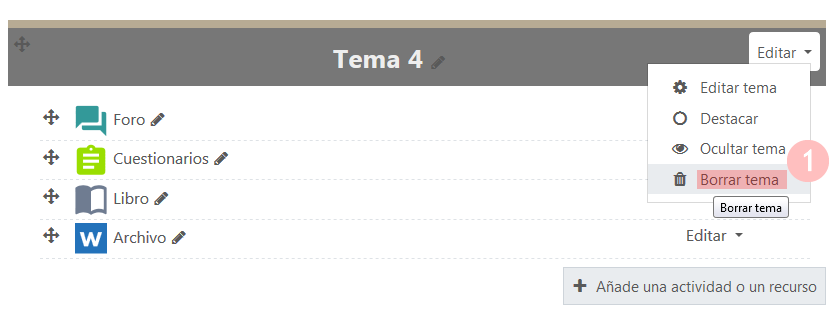 Tema 4
Editar
Editar tema
Destacar
Ocultar tema
Borrar tema
1
Borrar tema
Foro
Cuestionarios
Libro
W Archivo
Editar
+ Añade una actividad o un recurso